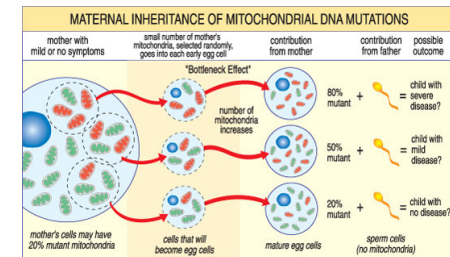 MATERNAL INHERITANCE OF MITOCHONDRIAL DNA MUTATIONS
mother with
mild or no symptoms
small number of mother's
mitochondria, selected randomly,
goes into each early egg cell
contribution
from mother
contribution
from father
possible
outcome
"Bottleneck Effect"
number of
mitochondria
increases
80%
mutant
+
=
child with
severe
disease?
50%
mutant
+
=
child with
mild
disease?
20%
mutant
+
=
child with
no disease?
mother's cells may have
20% mutant mitochondria
cells that will
become egg cells
mature egg cells
sperm cells
(no mitochondria)